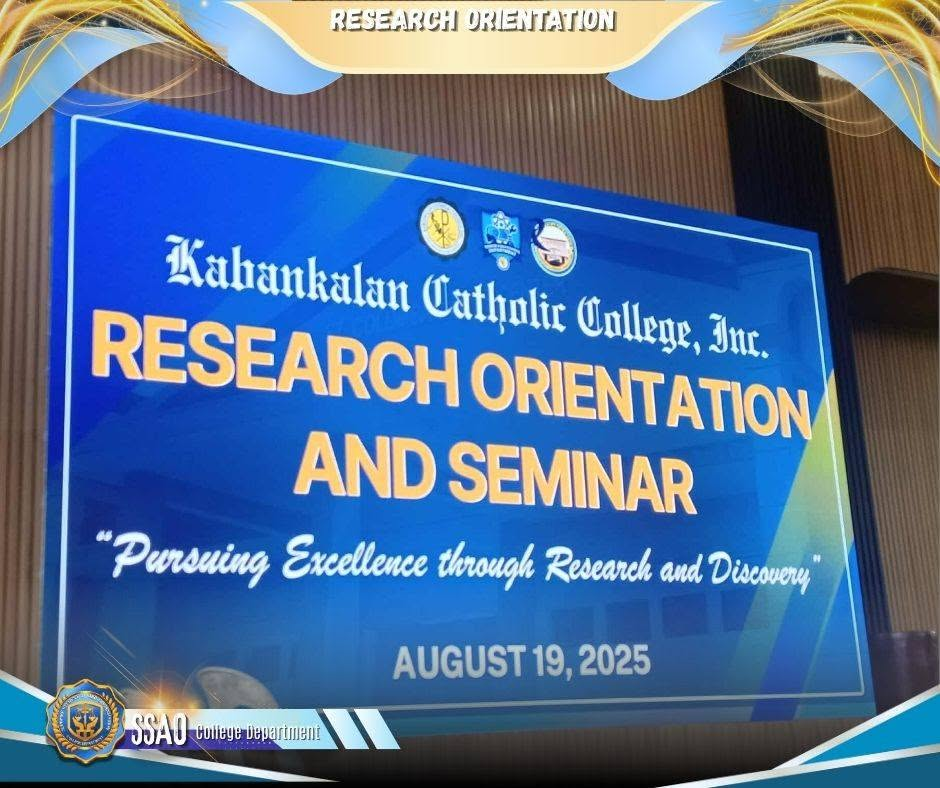 RESEARCH ORIENTATION
Kabankalan Catholic College, Inc.
RESEARCH ORIENTATION
AND SEMINAR
“Pursuing Excellence through Research and Discovery”
AUGUST 19, 2025
SSAO College Department